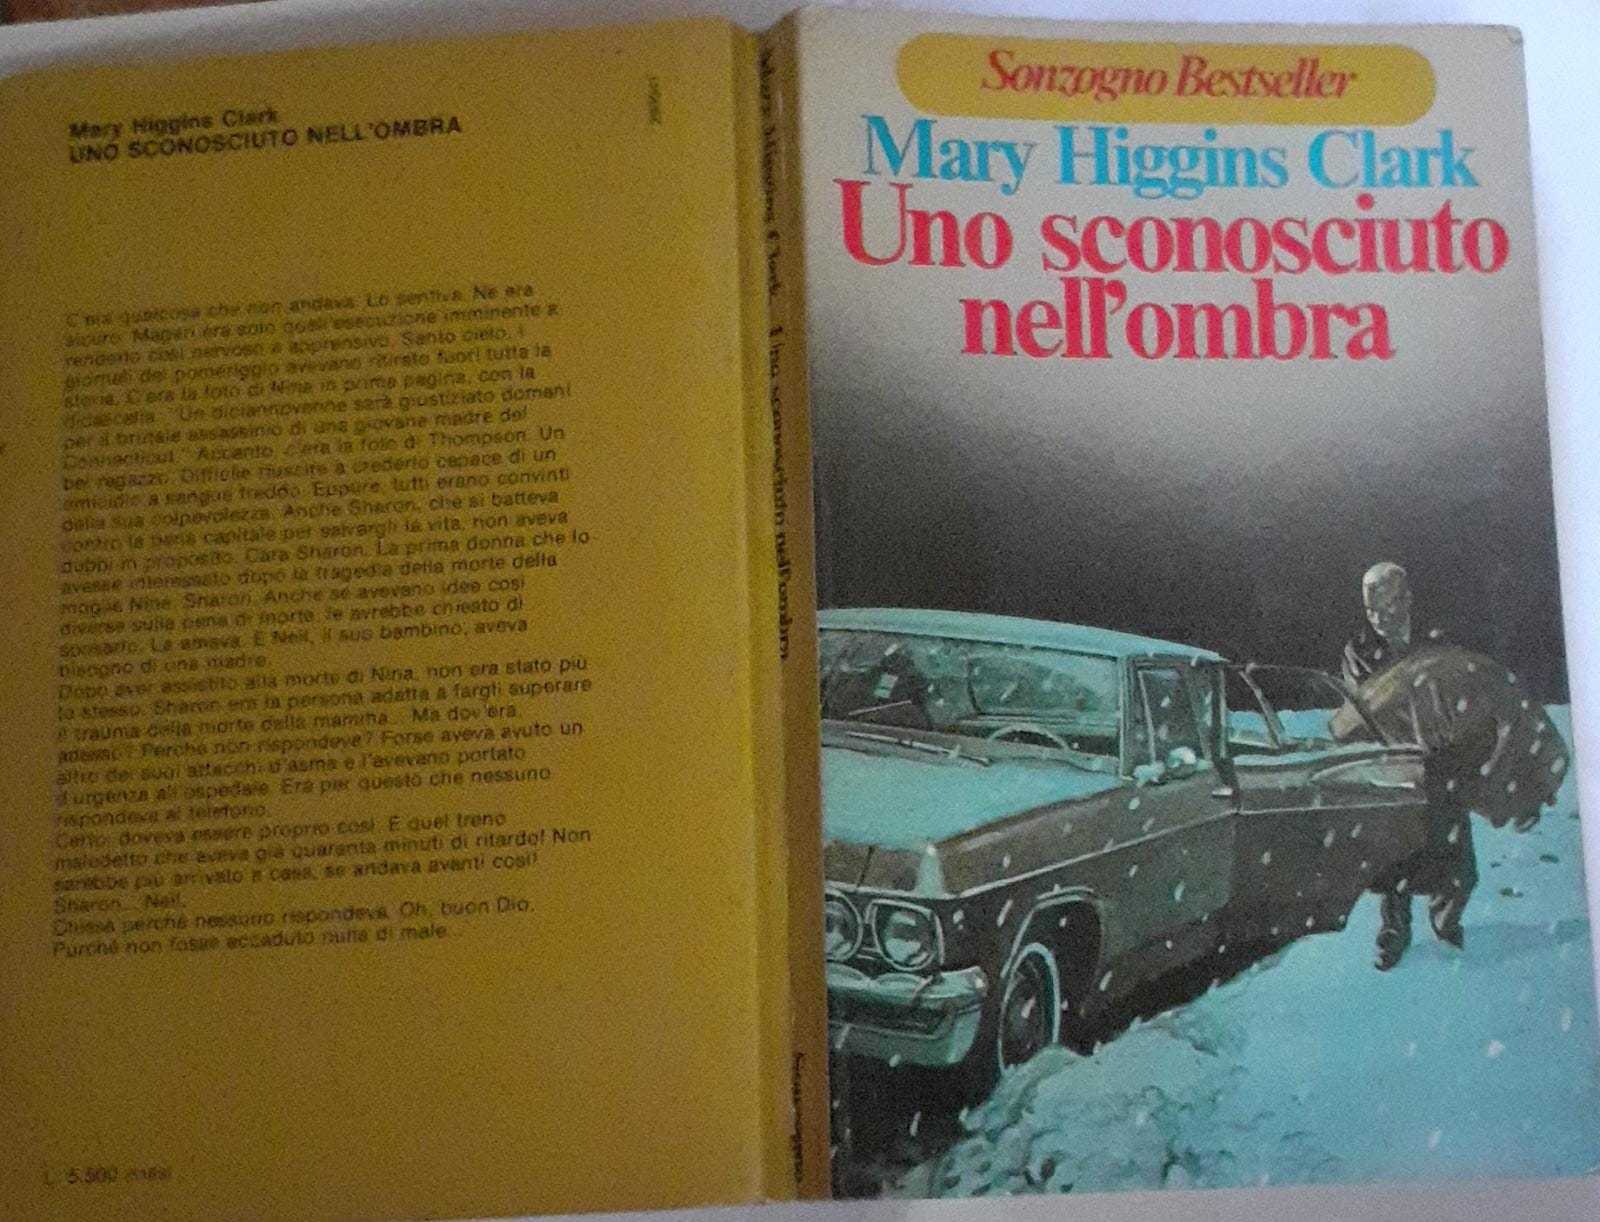 Mary Higgins Clark
UNO SCONOSCIUTO NELL'OMBRA
C'era qualcosa che non andava. Lo sentiva. Ne era
sicuro. Magari era solo quell'esecuzione imminente a
renderlo così nervoso e apprensivo. Santo cielo, i
giornali del pomeriggio avevano ritirato fuori tutta la
storia. C'era la foto di Nina in prima pagina, con la
didascalia: "Un diciannovenne sarà giustiziato domani
per il brutale assassinio di una giovane madre del
Connecticut." Accanto, c'era la foto di Thompson. Un
bel ragazzo. Difficile riuscire a crederlo capace di un
omicidio a sangue freddo. Eppure, tutti erano convinti
della sua colpevolezza. Anche Sharon, che si batteva
contro la pena capitale per salvargli la vita, non aveva
dubbi in proposito. Cara Sharon. La prima donna che lo
avesse interessato dopo la tragedia della morte della
moglie Nina. Sharon. Anche se avevano idee così
diverse sulla pena di morte, le avrebbe chiesto di
sposarlo. La amava. E Neil, il suo bambino, aveva
bisogno di una madre.
Dopo aver assistito alla morte di Nina, non era stato più
lo stesso. Sharon era la persona adatta a fargli superare
il trauma della morte della mamma... Ma dov'era,
adesso? Perché non rispondeva? Forse aveva avuto un
altro dei suoi attacchi d'asma e l'avevano portato
d'urgenza all'ospedale. Era per questo che nessuno
rispondeva al telefono.
Certo: doveva essere proprio così. E quel treno
maledetto che aveva già quaranta minuti di ritardo! Non
sarebbe più arrivato a casa, se andava avanti così!
Sharon... Neil.
Chissà perché nessuno rispondeva. Oh, buon Dio.
Purché non fosse accaduto nulla di male...
L. 5.500
Mary Higgins Clark Uno sconosciuto nell'ombra
Sonzogno
Sonzogno Bestseller
Mary Higgins Clark
Uno sconosciuto
nell'ombra